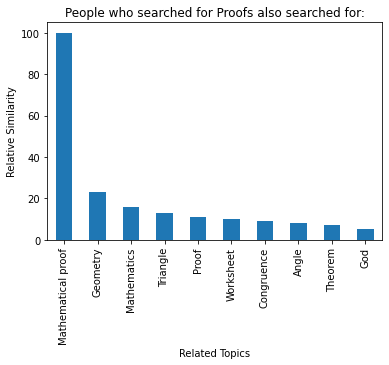 People who searched for Proofs also searched for:
100
80
60
40
20
0
Relative Similarity
Mathematical proof
Geometry
Mathematics
Triangle
Proof
Worksheet
Congruence
Angle
Theorem
God
Related Topics